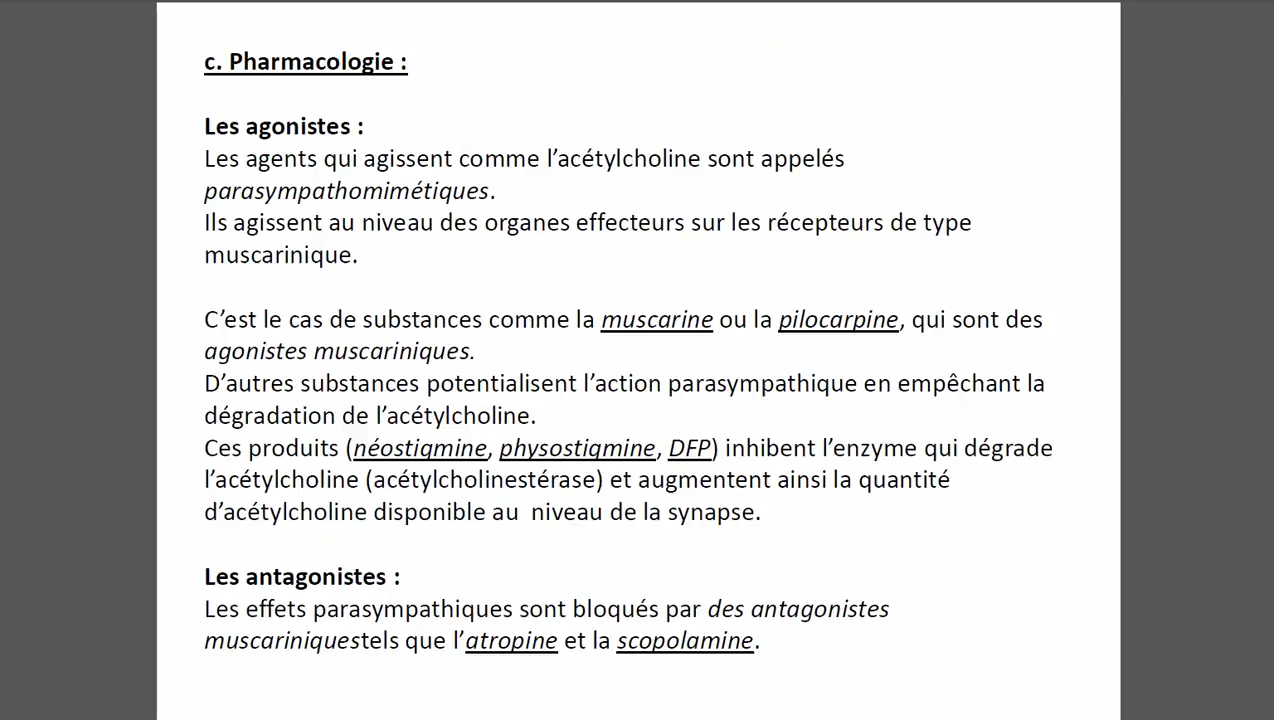 c. Pharmacologie :
Les agonistes :
Les agents qui agissent comme l’acétylcholine sont appelés
parasympathomimétiques.
Ils agissent au niveau des organes effecteurs sur les récepteurs de type
muscarinique.
C’est le cas de substances comme la muscarine ou la pilocarpine, qui sont des
agonistes muscariniques.
D’autres substances potentialisent l’action parasympathique en empêchant la
dégradation de l’acétylcholine.
Ces produits (néostigmine, physostigmine, DFP) inhibent l’enzyme qui dégrade
l’acétylcholine (acétylcholinestérase) et augmentent ainsi la quantité
d’acétylcholine disponible au  niveau de la synapse.
Les antagonistes :
Les effets parasympathiques sont bloqués par des antagonistes
muscariniquestels que l’atropine et la scopolamine.